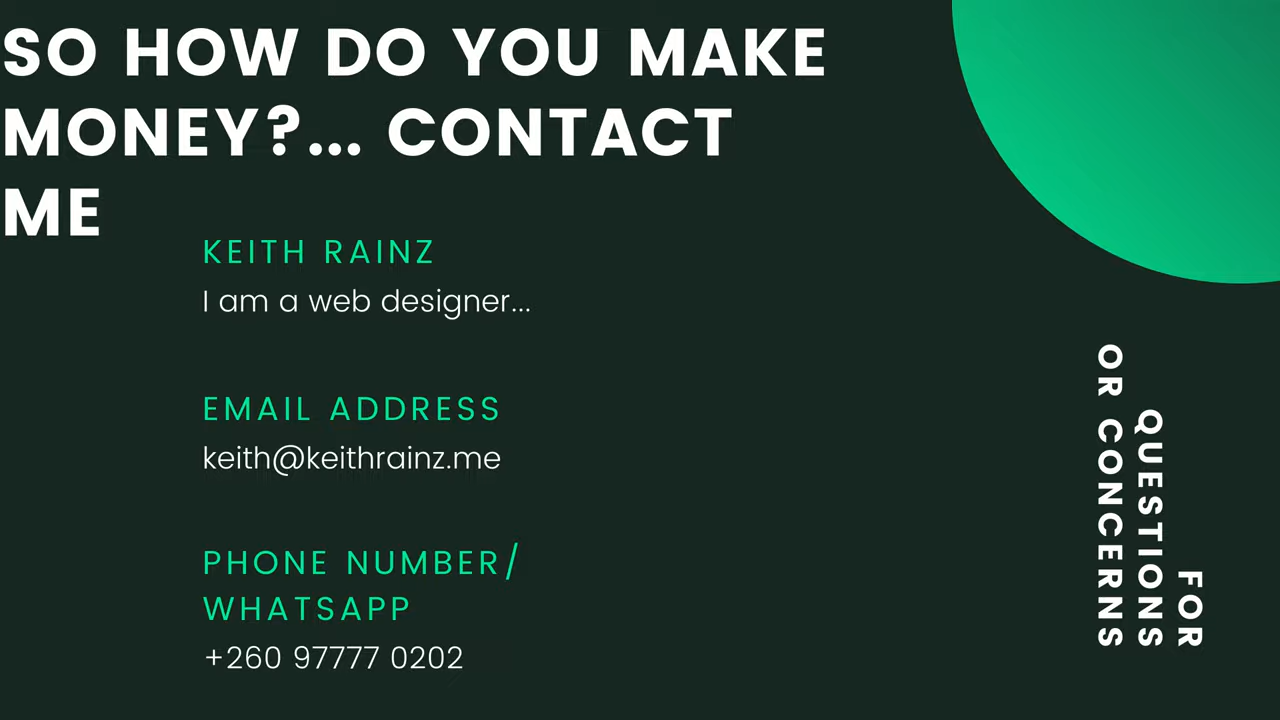 SO HOW DO YOU MAKE
MONEY?... CONTACT
ME
KEITH RAINZ
I am a web designer...
EMAIL ADDRESS
keith@keithrainz.me
PHONE NUMBER/
WHATSAPP
+260 97777 0202
FOR
QUESTIONS
OR CONCERNS